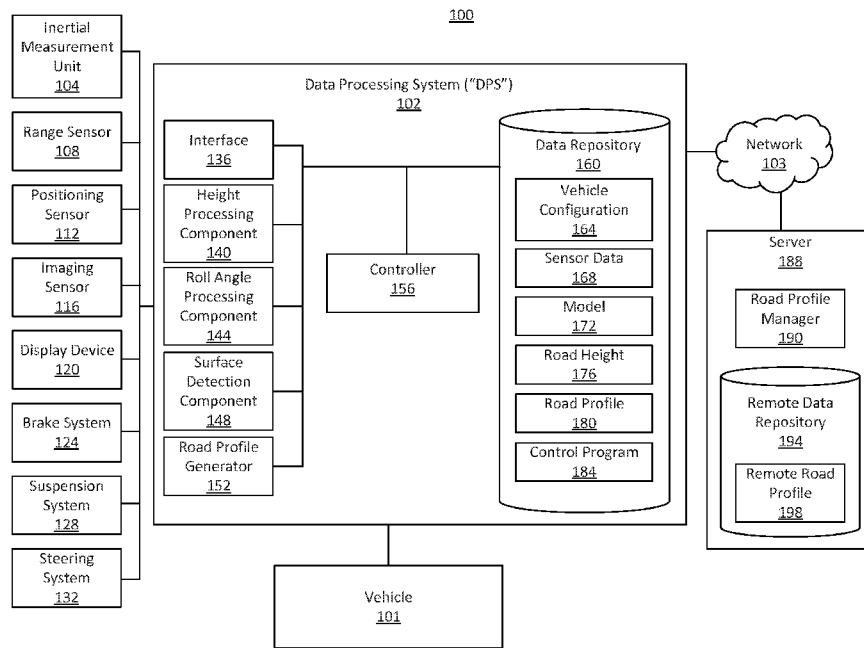 100
Inertial
Measurement
Unit
104
Range Sensor
108
Positioning
Sensor
112
Imaging
Sensor
116
Display Device
120
Brake System
124
Suspension
System
128
Steering
System
132
Data Processing System ("DPS")
102
Interface
136
Height
Processing
Component
140
Roll Angle
Processing
Component
144
Surface
Detection
Component
148
Road Profile
Generator
152
Controller
156
Data Repository
160
Vehicle
Configuration
164
Sensor Data
168
Model
172
Road Height
176
Road Profile
180
Control Program
184
Network
103
Server
188
Road Profile
Manager
190
Remote Data
Repository
194
Remote Road
Profile
198
Vehicle
101